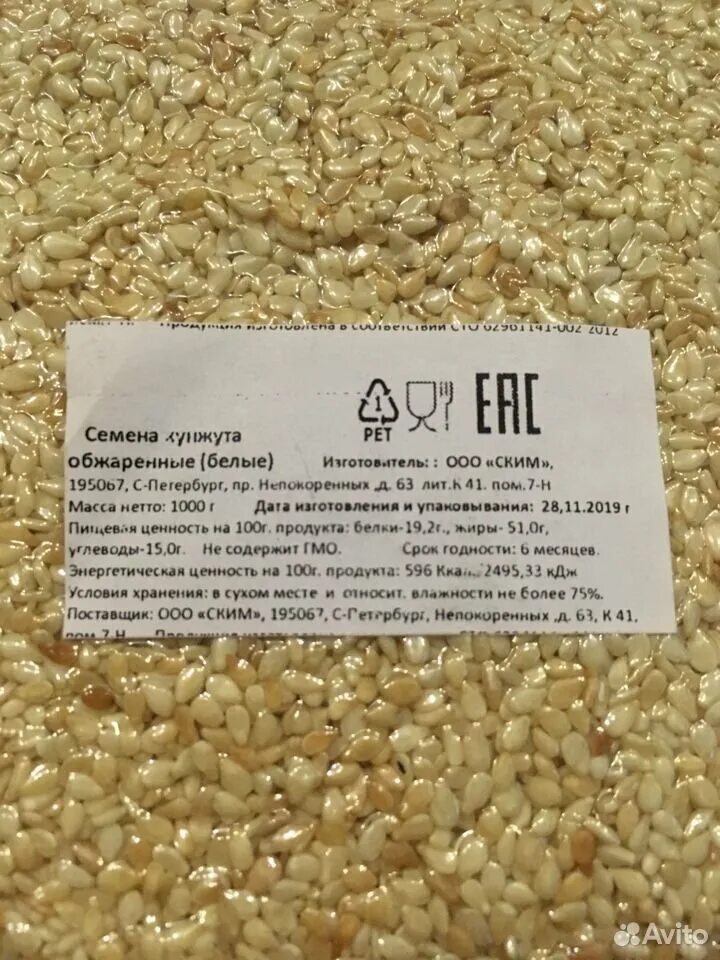 Продукция изготовлена в соответствии СТО 62961141-002 2012
1
PET
EAC
Семена кунжута
обжаренные (белые) Изготовитель: : ООО «СКИМ»,
195067, С-Петербург, пр. Непокоренных .д. 63 лит.К 41. пом.7-Н
Масса нетто: 1000 г Дата изготовления и упаковывания: 28,11.2019 г
Пищевая ценность на 100г. продукта: белки-19,2г., жиры- 51,0г,
углеводы-15,0г. Не содержит ГМО. Срок годности: 6 месяцев.
Энергетическая ценность на 100г. продукта: 596 Ккал, 2495,33 кДж
Условия хранения: в сухом месте и относит. влажности не более 75%.
Поставщик: ООО «СКИМ», 195067, С-Петербург, Непокоренных .д. 63, К 41,
пом.7-Н
Avito